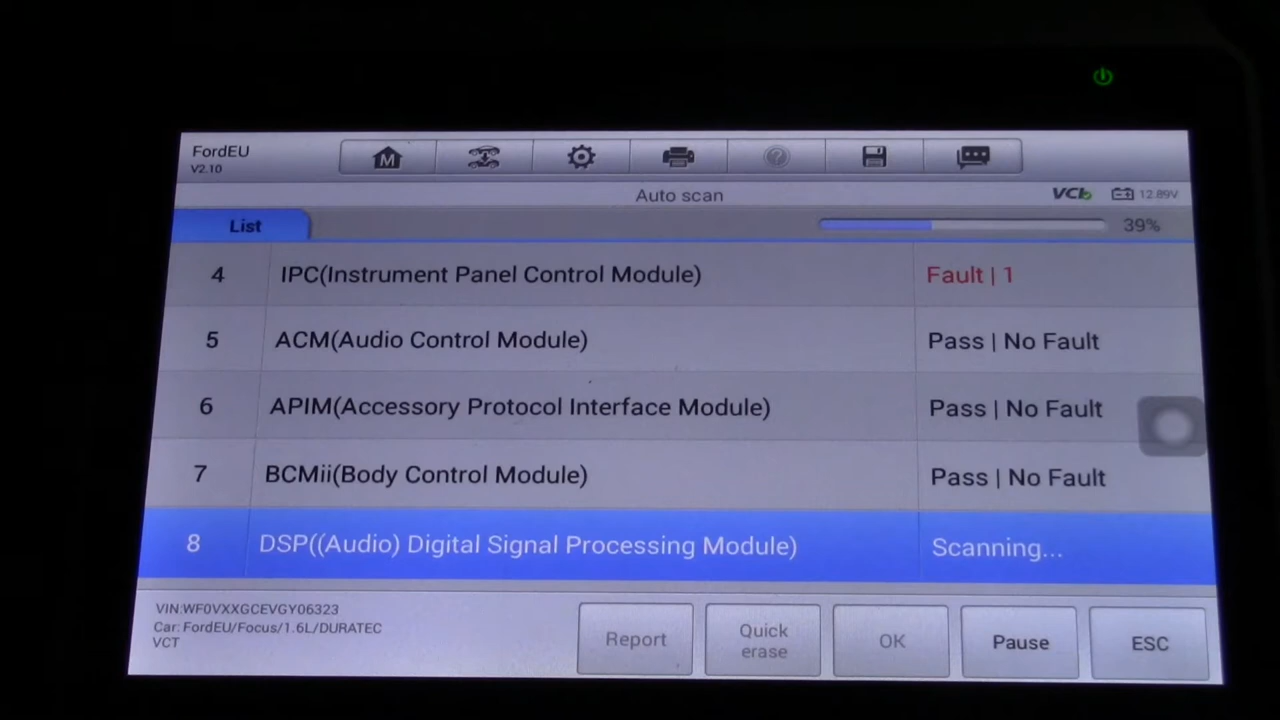 FordEU
V2.10
M
?
Auto scan
VCI
12.89V
List
39%
4 IPC(Instrument Panel Control Module) Fault | 1
5 ACM(Audio Control Module) Pass | No Fault
6 APIM(Accessory Protocol Interface Module) Pass | No Fault
7 BCMii(Body Control Module) Pass | No Fault
8 DSP((Audio) Digital Signal Processing Module) Scanning...
VIN:WF0VXXGCEVGY06323
Car: FordEU/Focus/1.6L/DURATEC
VCT
Report
Quick
erase
OK
Pause
ESC